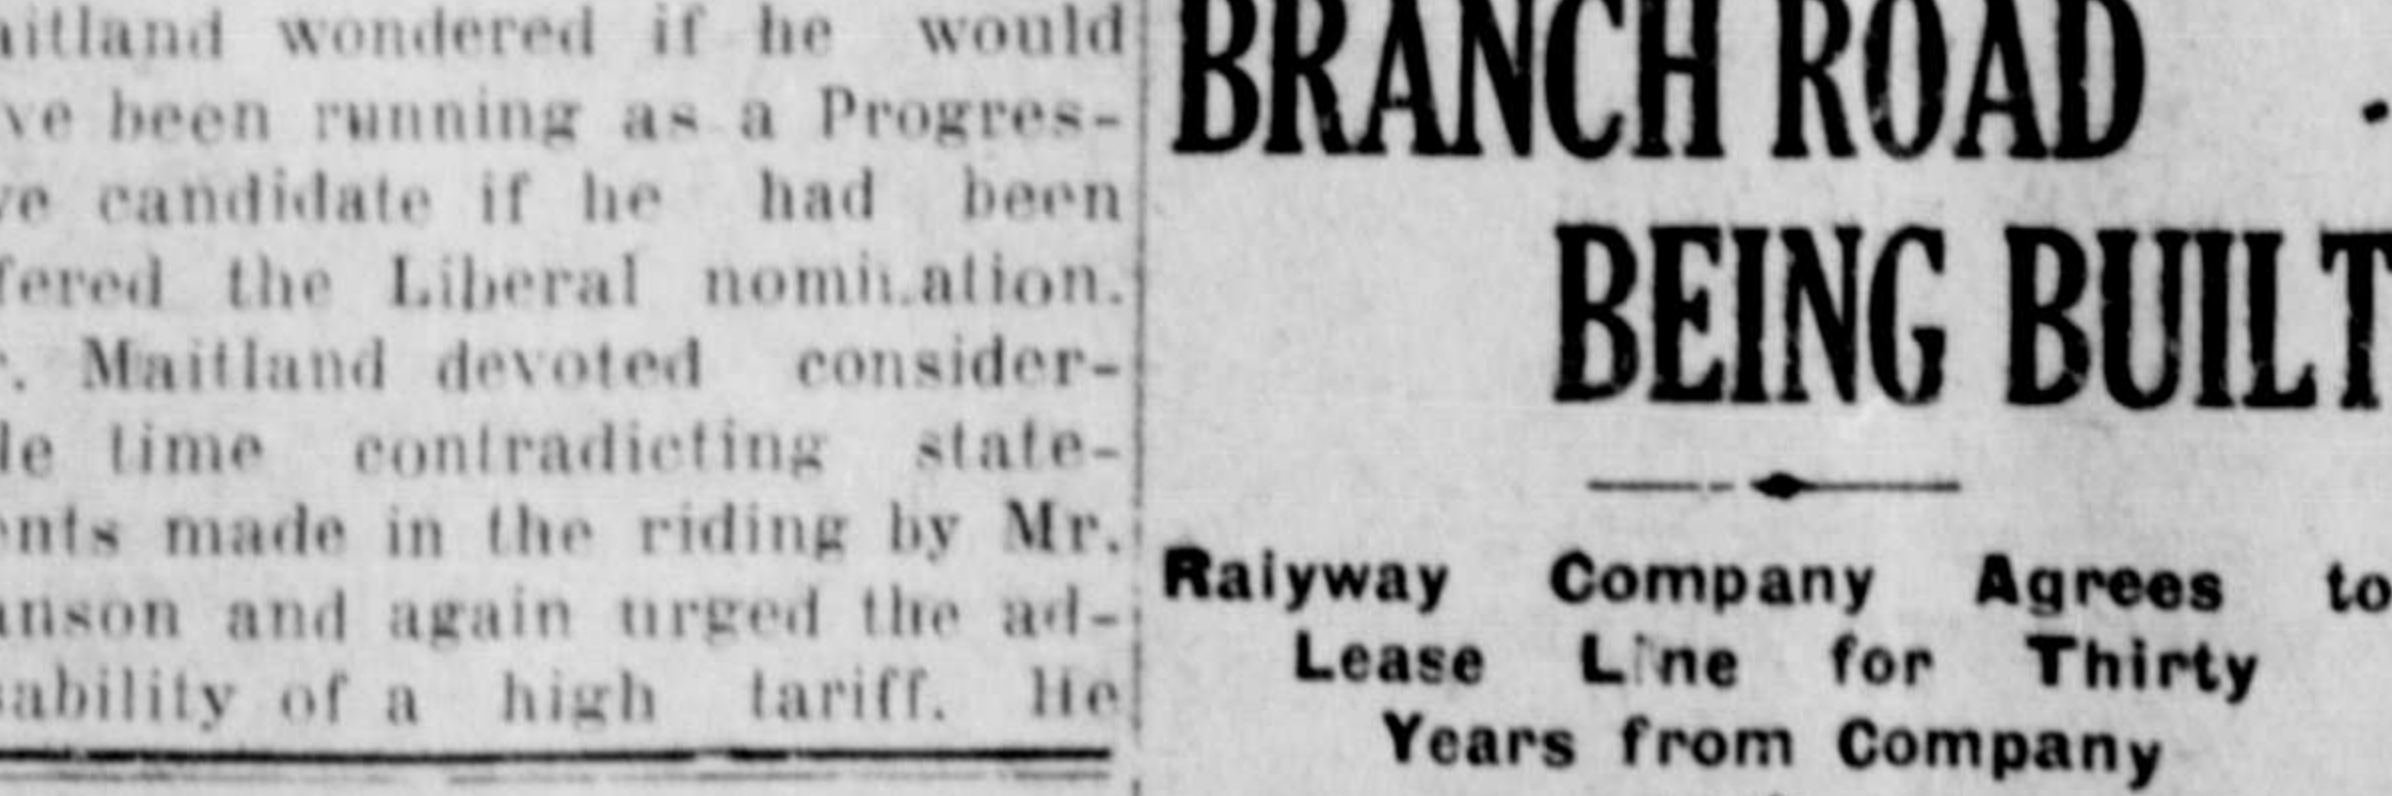 aitland wondered if he would
ve been running as a Progres-
ve candidate if he had been
fered the Liberal nomination.
r. Maitland devoted consider-
le time contradicting state-
ents made in the riding by Mr.
anson and again urged the ad-
sability of a high tariff. He
BRANCH ROAD
BEING BUILT
Raiyway Company Agrees to
Lease Line for Thirty
Years from Company